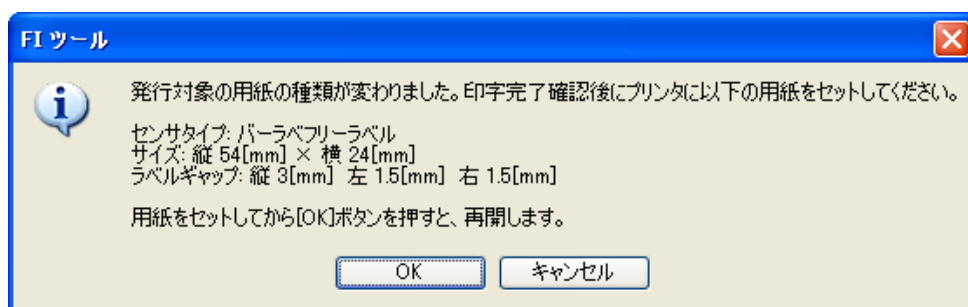 FI ツール
発行対象の用紙の種類が変わりました。印字完了確認後にプリンタに以下の用紙をセットしてください。
センサタイプ: バーラベフリーラベル
サイズ: 縦 54[mm] × 横 24[mm]
ラベルギャップ: 縦 3[mm] 左 1.5[mm] 右 1.5[mm]
用紙をセットしてから[OK]ボタンを押すと、再開します。
OK キャンセル